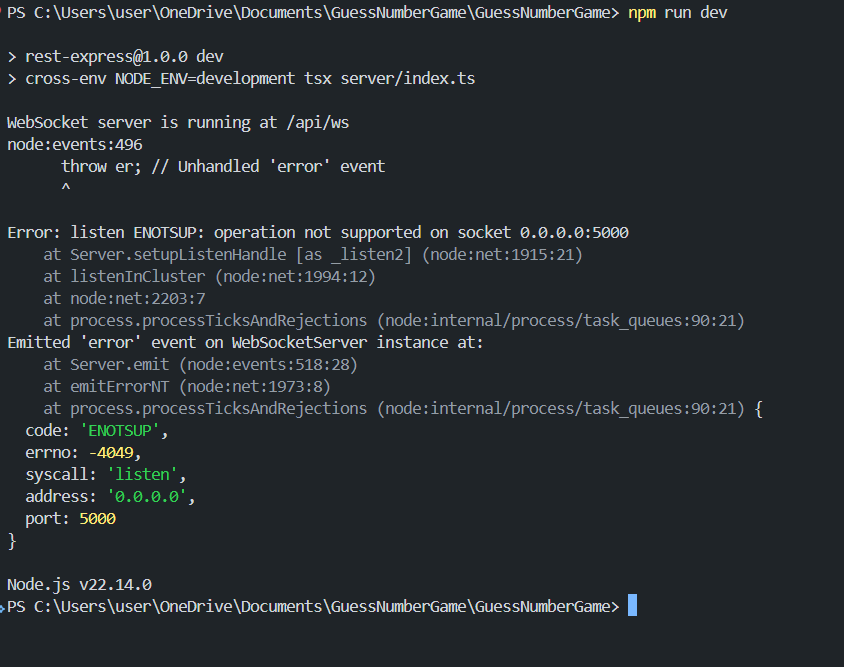 PS C:\Users\user\OneDrive\Documents\GuessNumberGame\GuessNumberGame> npm run dev
> rest-express@1.0.0 dev
> cross-env NODE_ENV=development tsx server/index.ts
WebSocket server is running at /api/ws
node:events:496
      throw er; // Unhandled 'error' event
      ^
Error: listen ENOTSUP: operation not supported on socket 0.0.0.0:5000
    at Server.setupListenHandle [as _listen2] (node:net:1915:21)
    at listenInCluster (node:net:1994:12)
    at node:net:2203:7
    at process.processTicksAndRejections (node:internal/process/task_queues:90:21)
Emitted 'error' event on WebSocketServer instance at:
    at Server.emit (node:events:518:28)
    at emitErrorNT (node:net:1973:8)
    at process.processTicksAndRejections (node:internal/process/task_queues:90:21) {
  code: 'ENOTSUP',
  errno: -4049,
  syscall: 'listen',
  address: '0.0.0.0',
  port: 5000
}
Node.js v22.14.0
PS C:\Users\user\OneDrive\Documents\GuessNumberGame\GuessNumberGame>